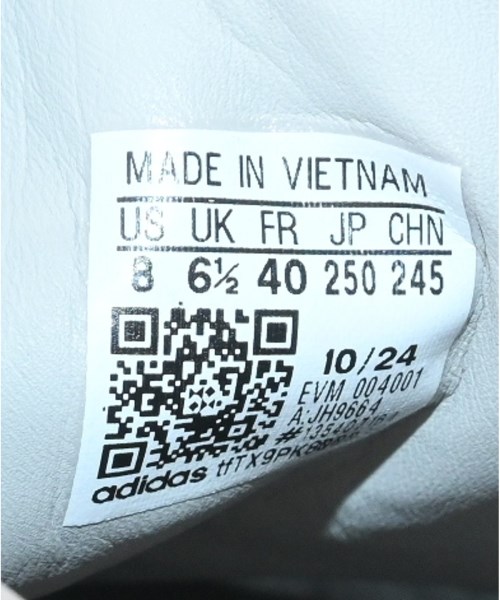 MADE IN VIETNAM
US UK FR JP CHN
8 6½ 40 250 245
10/24
EVM 004001
A:JH9664
adidas